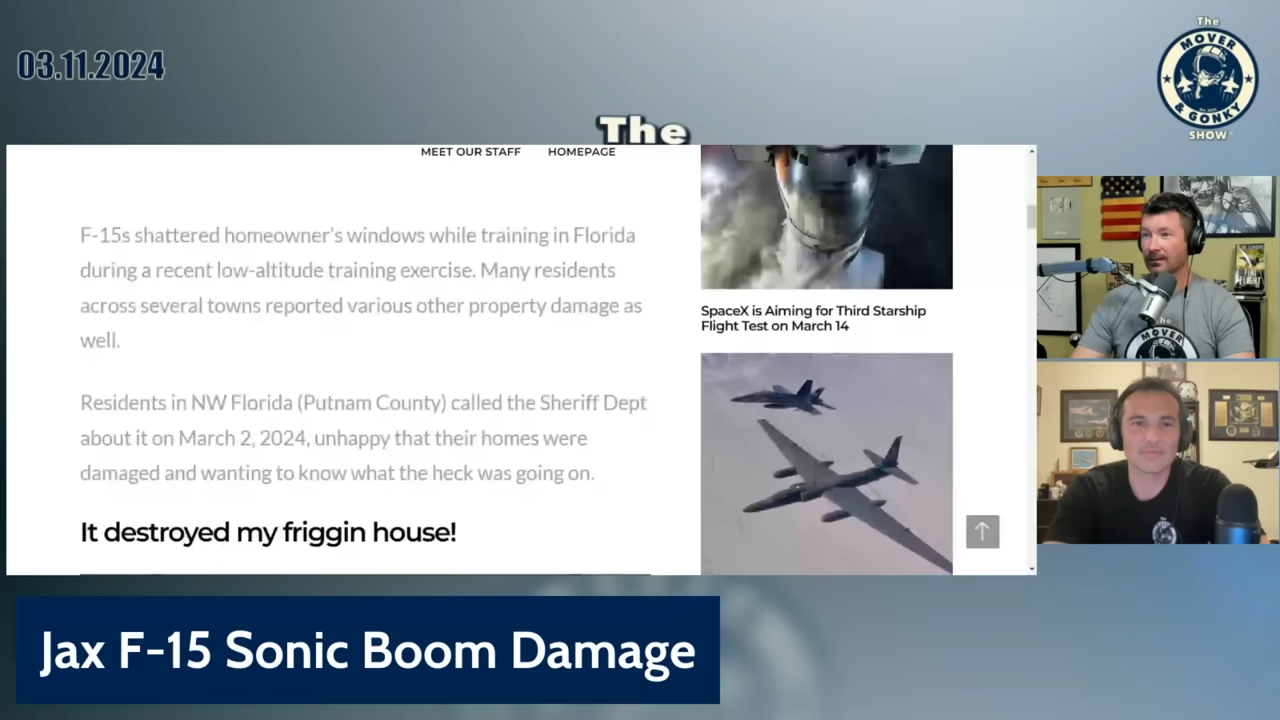 03.11.2024
The
MOVER
& GONKY
SHOW
The
MEET OUR STAFF HOMEPAGE
F-15s shattered homeowner's windows while training in Florida
during a recent low-altitude training exercise. Many residents
across several towns reported various other property damage as
well.
Residents in NW Florida (Putnam County) called the Sheriff Dept
about it on March 2, 2024, unhappy that their homes were
damaged and wanting to know what the heck was going on.
It destroyed my friggin house!
SpaceX is Aiming for Third Starship
Flight Test on March 14
The
MOVER
Jax F-15 Sonic Boom Damage